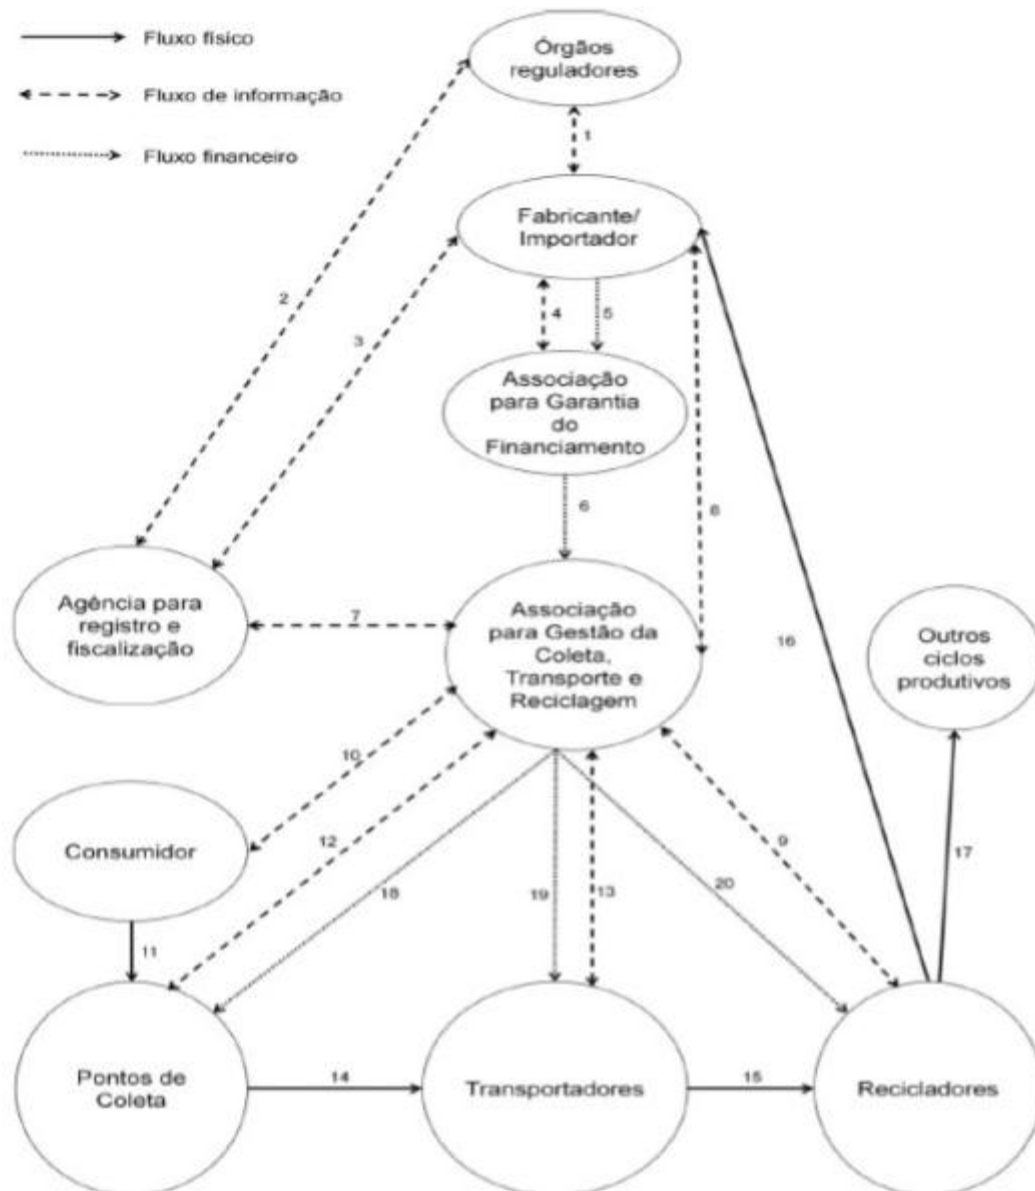 Fluxo físico
Fluxo de informação
Fluxo financeiro
Órgãos
reguladores
1
Fabricante/
Importador
2
3
4
5
Associação
para Garantia
do
Financiamento
6
8
Agência para
registro e
fiscalização
7
Associação
para Gestão da
Coleta,
Transporte e
Reciclagem
16
Outros
ciclos
produtivos
10
12
9
17
Consumidor
18
19
13
20
11
Pontos de
Coleta
14
Transportadores
15
Recicladores